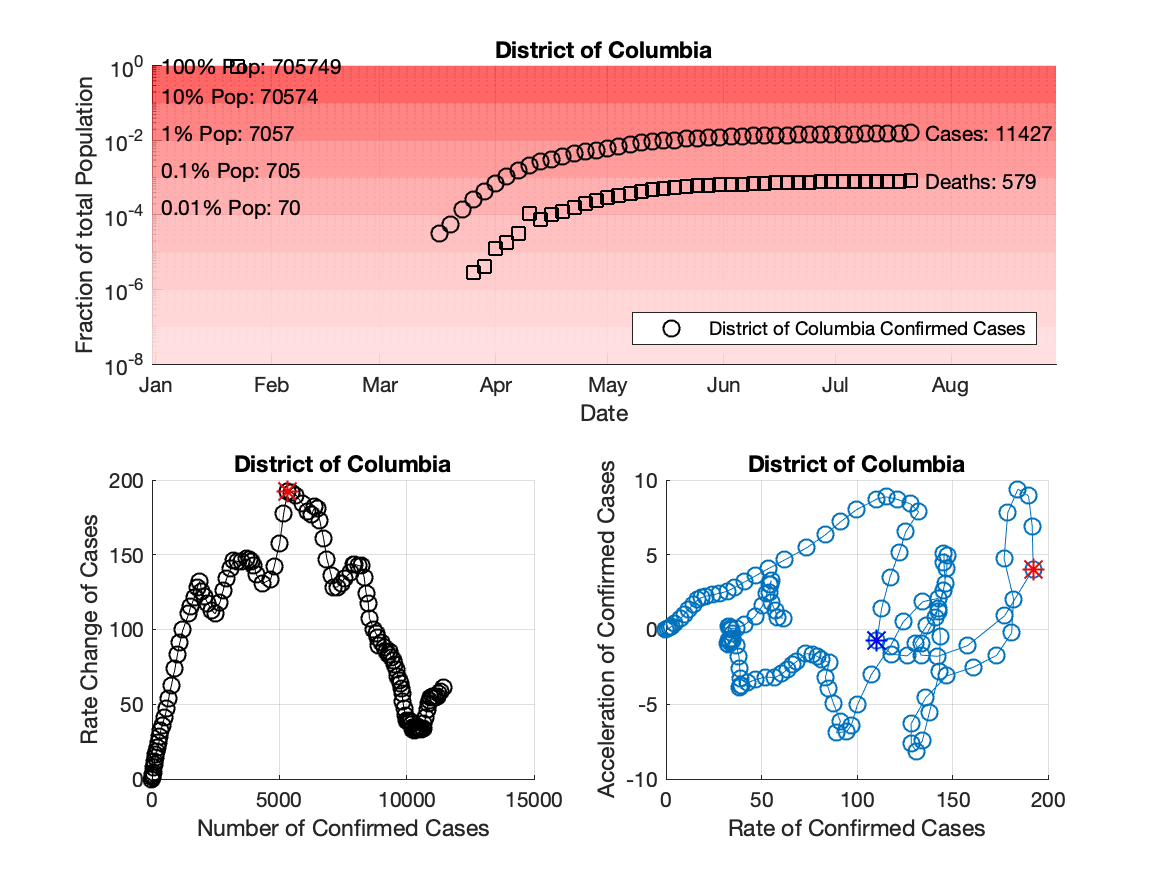 District of Columbia
Fraction of total Population
10^0
10^-2
10^-4
10^-6
10^-8
100% Pop: 705749
10% Pop: 70574
1% Pop: 7057
0.1% Pop: 705
0.01% Pop: 70
Cases: 11427
Deaths: 579
District of Columbia Confirmed Cases
Jan Feb Mar Apr May Jun Jul Aug
Date
District of Columbia
Rate Change of Cases
200
150
100
50
0
0 5000 10000 15000
Number of Confirmed Cases
District of Columbia
Acceleration of Confirmed Cases
10
5
0
-5
-10
0 50 100 150 200
Rate of Confirmed Cases